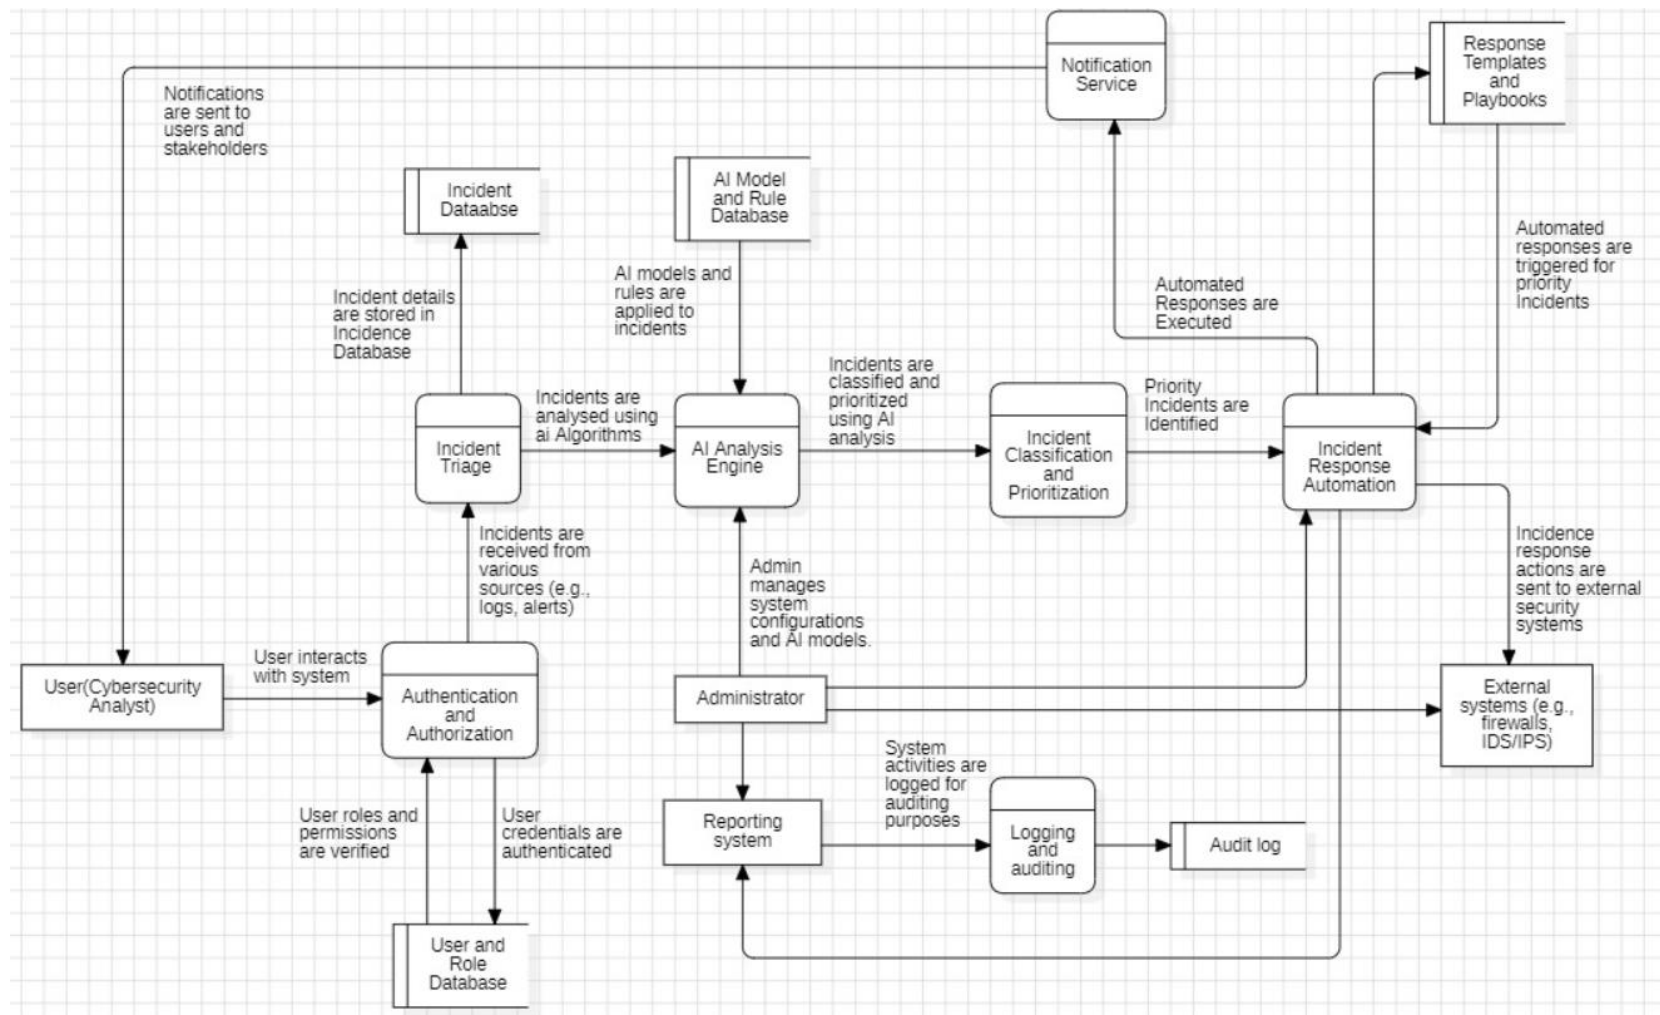 Notification
Service
Response
Templates
and
Playbooks
Notifications
are sent to
users and
stakeholders
Incident
Dataabse
AI Model
and Rule
Database
Automated
responses are
triggered for
priority
Incidents
Incident details
are stored in
Incidence
Database
AI models and
rules are
applied to
incidents
Automated
Responses are
Executed
Incidents are
analysed using
ai Algorithms
Incidents are
classified and
prioritized
using AI
analysis
Priority
Incidents are
Identified
Incident
Triage
AI Analysis
Engine
Incident
Classification
and
Prioritization
Incident
Response
Automation
Incidents are
received from
various
sources (e.g.,
logs, alerts)
Admin
manages
system
configurations
and AI models.
Incidence
response
actions are
sent to external
security
systems
User(Cybersecurity
Analyst)
User interacts
with system
Authentication
and
Authorization
Administrator
External
systems (e.g.,
firewalls,
IDS/IPS)
System
activities are
logged for
auditing
purposes
User roles and
permissions
are verified
User
credentials are
authenticated
Reporting
system
Logging
and
auditing
Audit log
User and
Role
Database